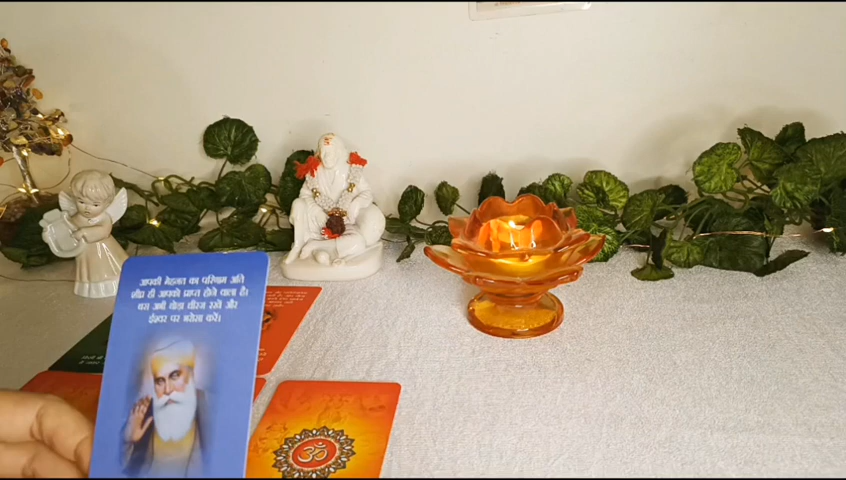 आपकी मेहनत का परिणाम अति
शीघ्र ही आपको प्राप्त होने वाला है।
बस अभी थोड़ा धीरज रखें और
ईश्वर पर भरोसा करें।
ॐ